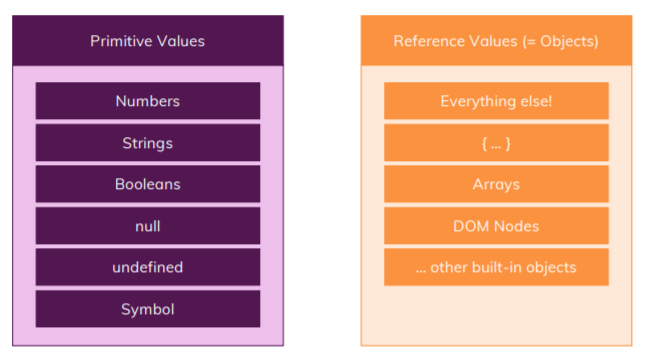 Primitive Values
Numbers
Strings
Booleans
null
undefined
Symbol
Reference Values (= Objects)
Everything else!
{ ... }
Arrays
DOM Nodes
... other built-in objects